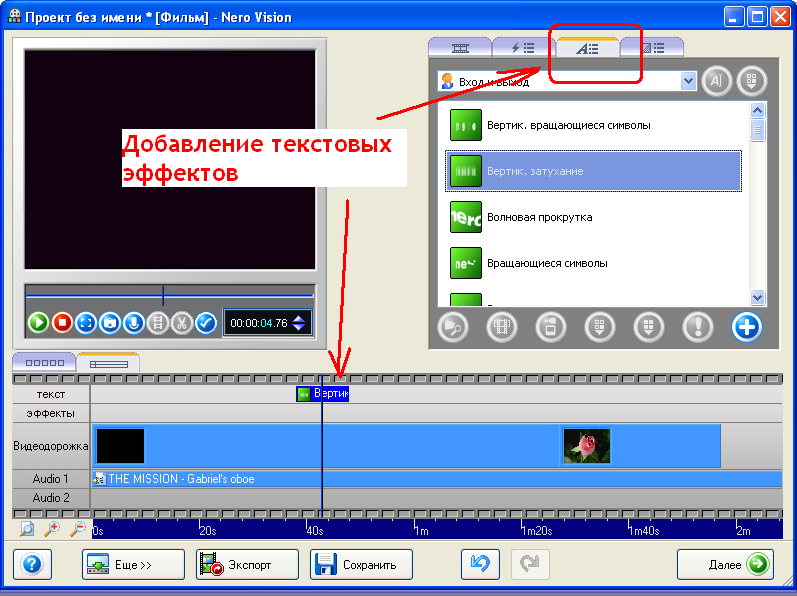 Проект без имени * [Фильм] - Nero Vision
A
Вход и выход
A
Вертик. вращающиеся символы
Вертик. затухание
Волновая прокрутка
nero
Вращающиеся символы
Добавление текстовых
эффектов
00:00:04.76
текст
Вертик
эффекты
Видеодорожка
Audio 1
THE MISSION - Gabriel's oboe
Audio 2
0s 20s 40s 1m 1m20s 1m40s 2m
? Еще >> Экспорт Сохранить Далее